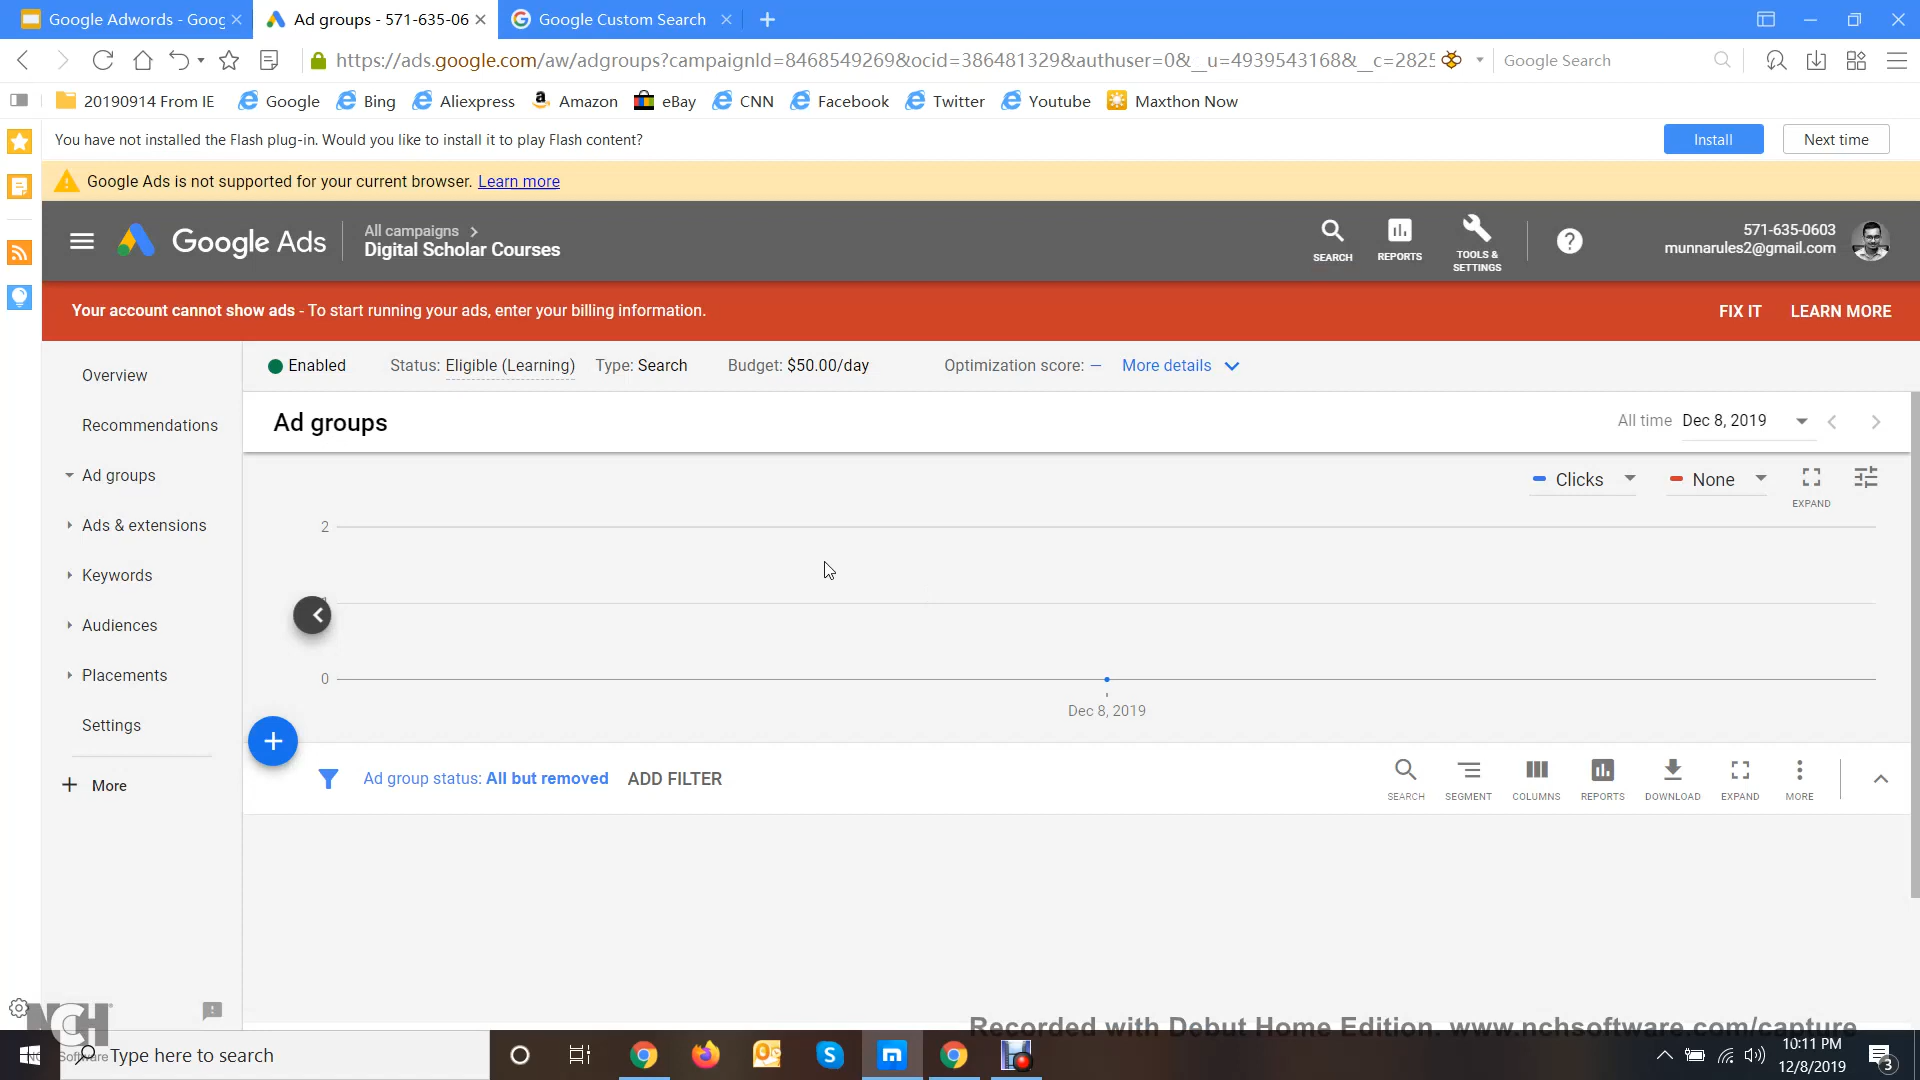 Google Adwords - Goog
Ad groups - 571-635-06
Google Custom Search
https://ads.google.com/aw/adgroups?campaignId=8468549269&ocid=386481329&authuser=0&__u=4939543168&__c=2825
Google Search
20190914 From IE
Google
Bing
Aliexpress
Amazon
eBay
CNN
Facebook
Twitter
Youtube
Maxthon Now
You have not installed the Flash plug-in. Would you like to install it to play Flash content?
Install
Next time
Google Ads is not supported for your current browser. Learn more
Google Ads
All campaigns
Digital Scholar Courses
SEARCH
REPORTS
TOOLS &
SETTINGS
571-635-0603
munnarules2@gmail.com
Your account cannot show ads - To start running your ads, enter your billing information.
FIX IT
LEARN MORE
Overview
Recommendations
Ad groups
Ads & extensions
Keywords
Audiences
Placements
Settings
More
Enabled
Status: Eligible (Learning)
Type: Search
Budget: $50.00/day
Optimization score: —
More details
Ad groups
All time
Dec 8, 2019
Clicks
None
EXPAND
2
0
Dec 8, 2019
Ad group status: All but removed
ADD FILTER
SEARCH
SEGMENT
COLUMNS
REPORTS
DOWNLOAD
EXPAND
MORE
NCH
Software
Recorded with Debut Home Edition. www.nchsoftware.com/capture
Type here to search
10:11 PM
12/8/2019
3